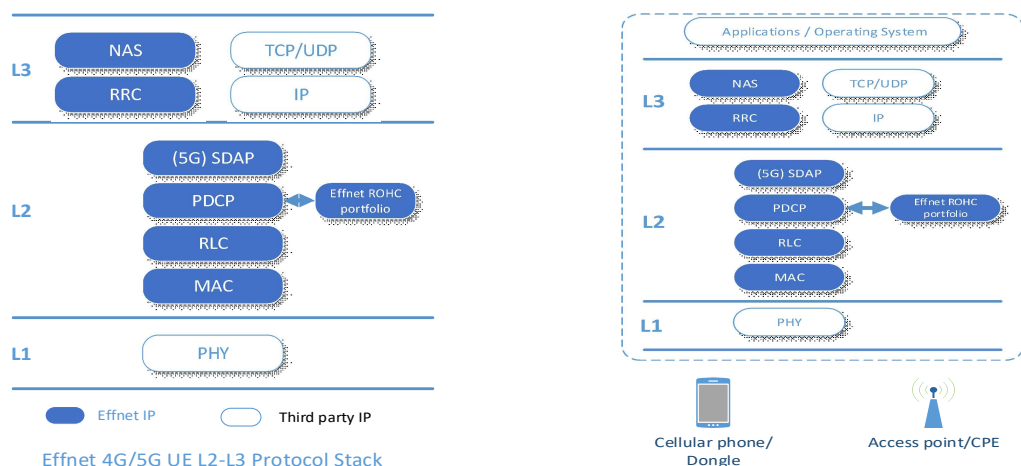 NAS
TCP/UDP
L3
RRC
IP
(5G) SDAP
PDCP
Effnet ROHC
portfolio
L2
RLC
MAC
L1
PHY
Effnet IP
Third party IP
Effnet 4G/5G UE L2-L3 Protocol Stack
Applications / Operating System
NAS
TCP/UDP
L3
RRC
IP
(5G) SDAP
PDCP
Effnet ROHC
portfolio
L2
RLC
MAC
L1
PHY
Cellular phone/
Dongle
Access point/CPE